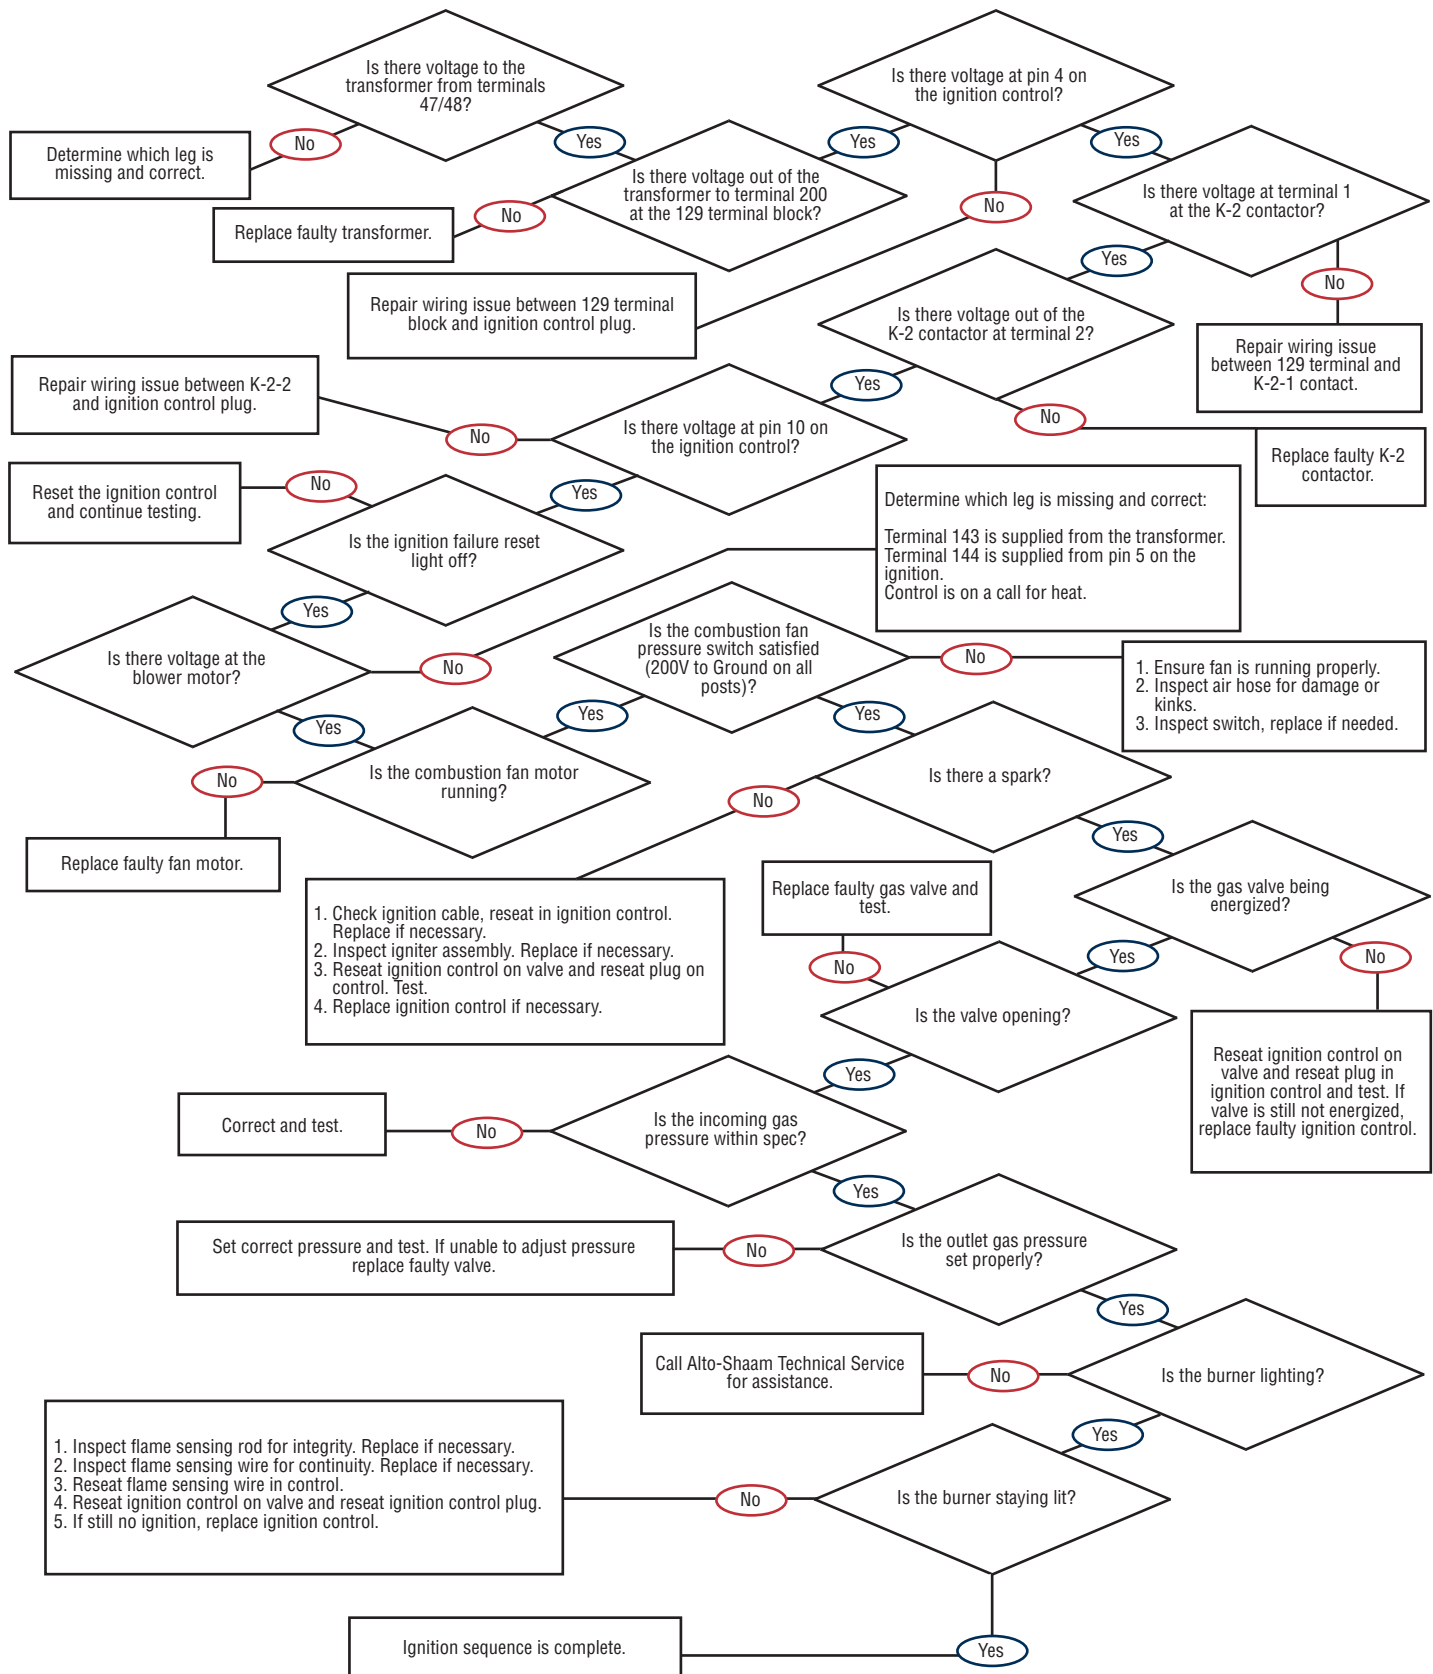 Is there voltage to the
transformer from terminals
47/48?
Is there voltage at pin 4 on
the ignition control?
No
Yes
Yes
Yes
Determine which leg is
missing and correct.
Is there voltage out of the
transformer to terminal 200
at the 129 terminal block?
Is there voltage at terminal 1
at the K-2 contactor?
No
No
Replace faulty transformer.
Yes
No
Repair wiring issue between 129 terminal
block and ignition control plug.
Is there voltage out of the
K-2 contactor at terminal 2?
Repair wiring issue
between 129 terminal and
K-2-1 contact.
Repair wiring issue between K-2-2
and ignition control plug.
Yes
No
No
Is there voltage at pin 10 on
the ignition control?
Replace faulty K-2
contactor.
Reset the ignition control
and continue testing.
No
Yes
Determine which leg is missing and correct:
Terminal 143 is supplied from the transformer.
Terminal 144 is supplied from pin 5 on the
ignition.
Control is on a call for heat.
Is the ignition failure reset
light off?
Yes
Is the combustion fan
pressure switch satisfied
(200V to Ground on all
posts)?
No
Is there voltage at the
blower motor?
No
1. Ensure fan is running properly.
2. Inspect air hose for damage or
kinks.
3. Inspect switch, replace if needed.
Yes
Yes
Yes
Is the combustion fan motor
running?
No
Is there a spark?
No
Yes
Replace faulty fan motor.
Replace faulty gas valve and
test.
Is the gas valve being
energized?
1. Check ignition cable, reseat in ignition control.
Replace if necessary.
2. Inspect igniter assembly. Replace if necessary.
3. Reseat ignition control on valve and reseat plug on
control. Test.
4. Replace ignition control if necessary.
No
Yes
No
Is the valve opening?
Reseat ignition control on
valve and reseat plug in
ignition control and test. If
valve is still not energized,
replace faulty ignition control.
Yes
Correct and test.
No
Is the incoming gas
pressure within spec?
Yes
Set correct pressure and test. If unable to adjust pressure
replace faulty valve.
No
Is the outlet gas pressure
set properly?
Yes
Call Alto-Shaam Technical Service
for assistance.
No
Is the burner lighting?
Yes
1. Inspect flame sensing rod for integrity. Replace if necessary.
2. Inspect flame sensing wire for continuity. Replace if necessary.
3. Reseat flame sensing wire in control.
4. Reseat ignition control on valve and reseat ignition control plug.
5. If still no ignition, replace ignition control.
No
Is the burner staying lit?
Ignition sequence is complete.
Yes